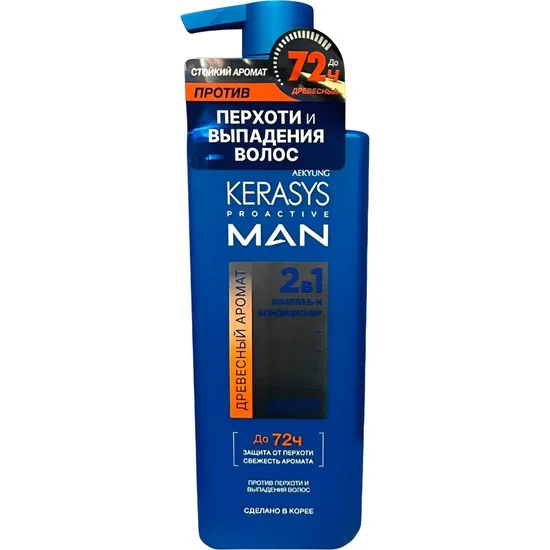 СТОЙКИЙ АРОМАТ
до
72ч
ДРЕВЕСНЫЙ
ПРОТИВ
ПЕРХОТИ И
ВЫПАДЕНИЯ
ВОЛОС
AEKYUNG
KERASYS
PROACTIVE
MAN
ДРЕВЕСНЫЙ АРОМАТ
2в1
ШАМПУНЬ И
КОНДИЦИОНЕР
До 72ч
ЗАЩИТА ОТ ПЕРХОТИ
СВЕЖЕСТЬ АРОМАТА
ПРОТИВ ПЕРХОТИ И
ВЫПАДЕНИЯ ВОЛОС
СДЕЛАНО В КОРЕЕ